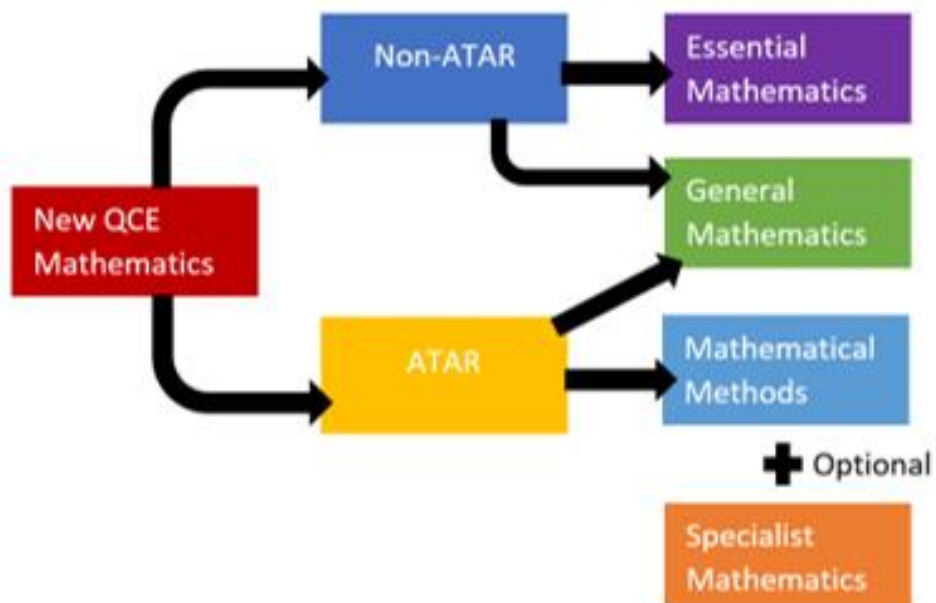 Non-ATAR
Essential
Mathematics
New QCE
Mathematics
General
Mathematics
ATAR
Mathematical
Methods
Optional
Specialist
Mathematics